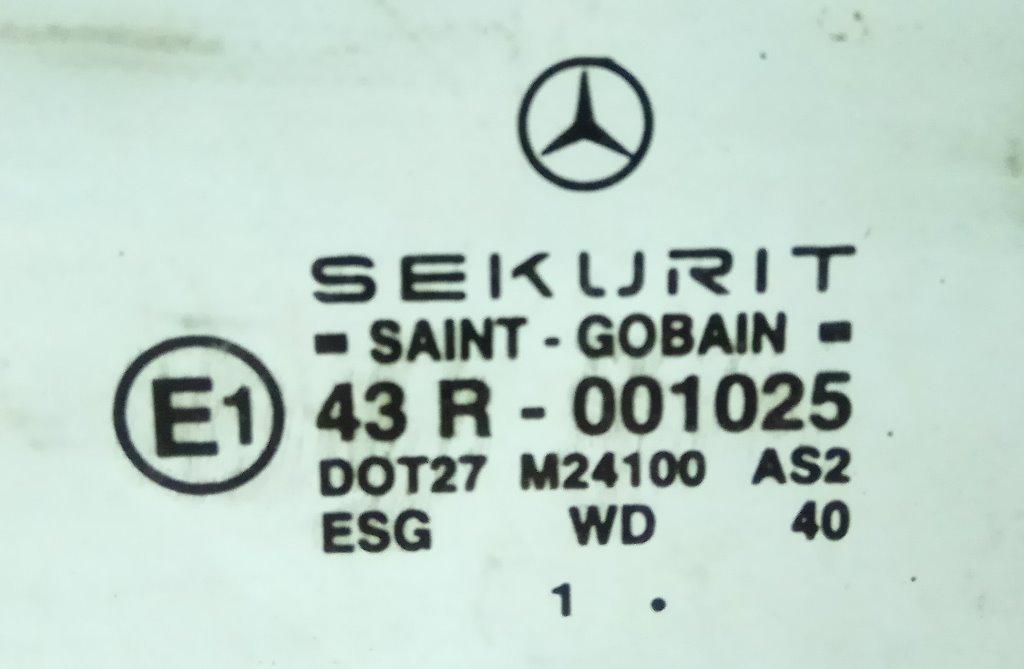 SEKURIT
- SAINT - GOBAIN -
E1 43 R - 001025
DOT27 M24100 AS2
ESG WD 40
1 .